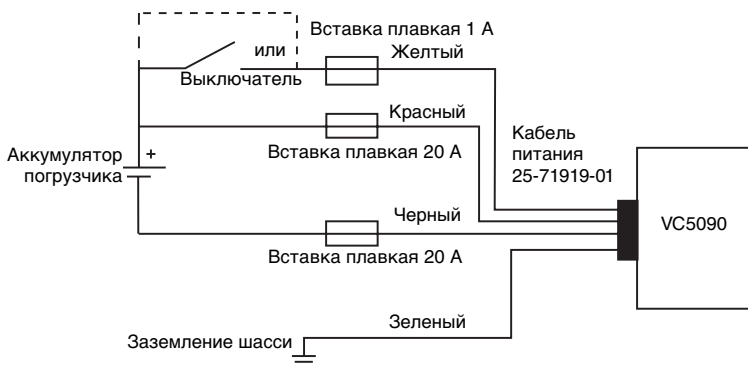 Вставка плавкая 1 А
или
Желтый
Выключатель
Красный
Вставка плавкая 20 А
Кабель
питания
25-71919-01
Аккумулятор
погрузчика
+
Черный
VC5090
Вставка плавкая 20 А
Зеленый
Заземление шасси